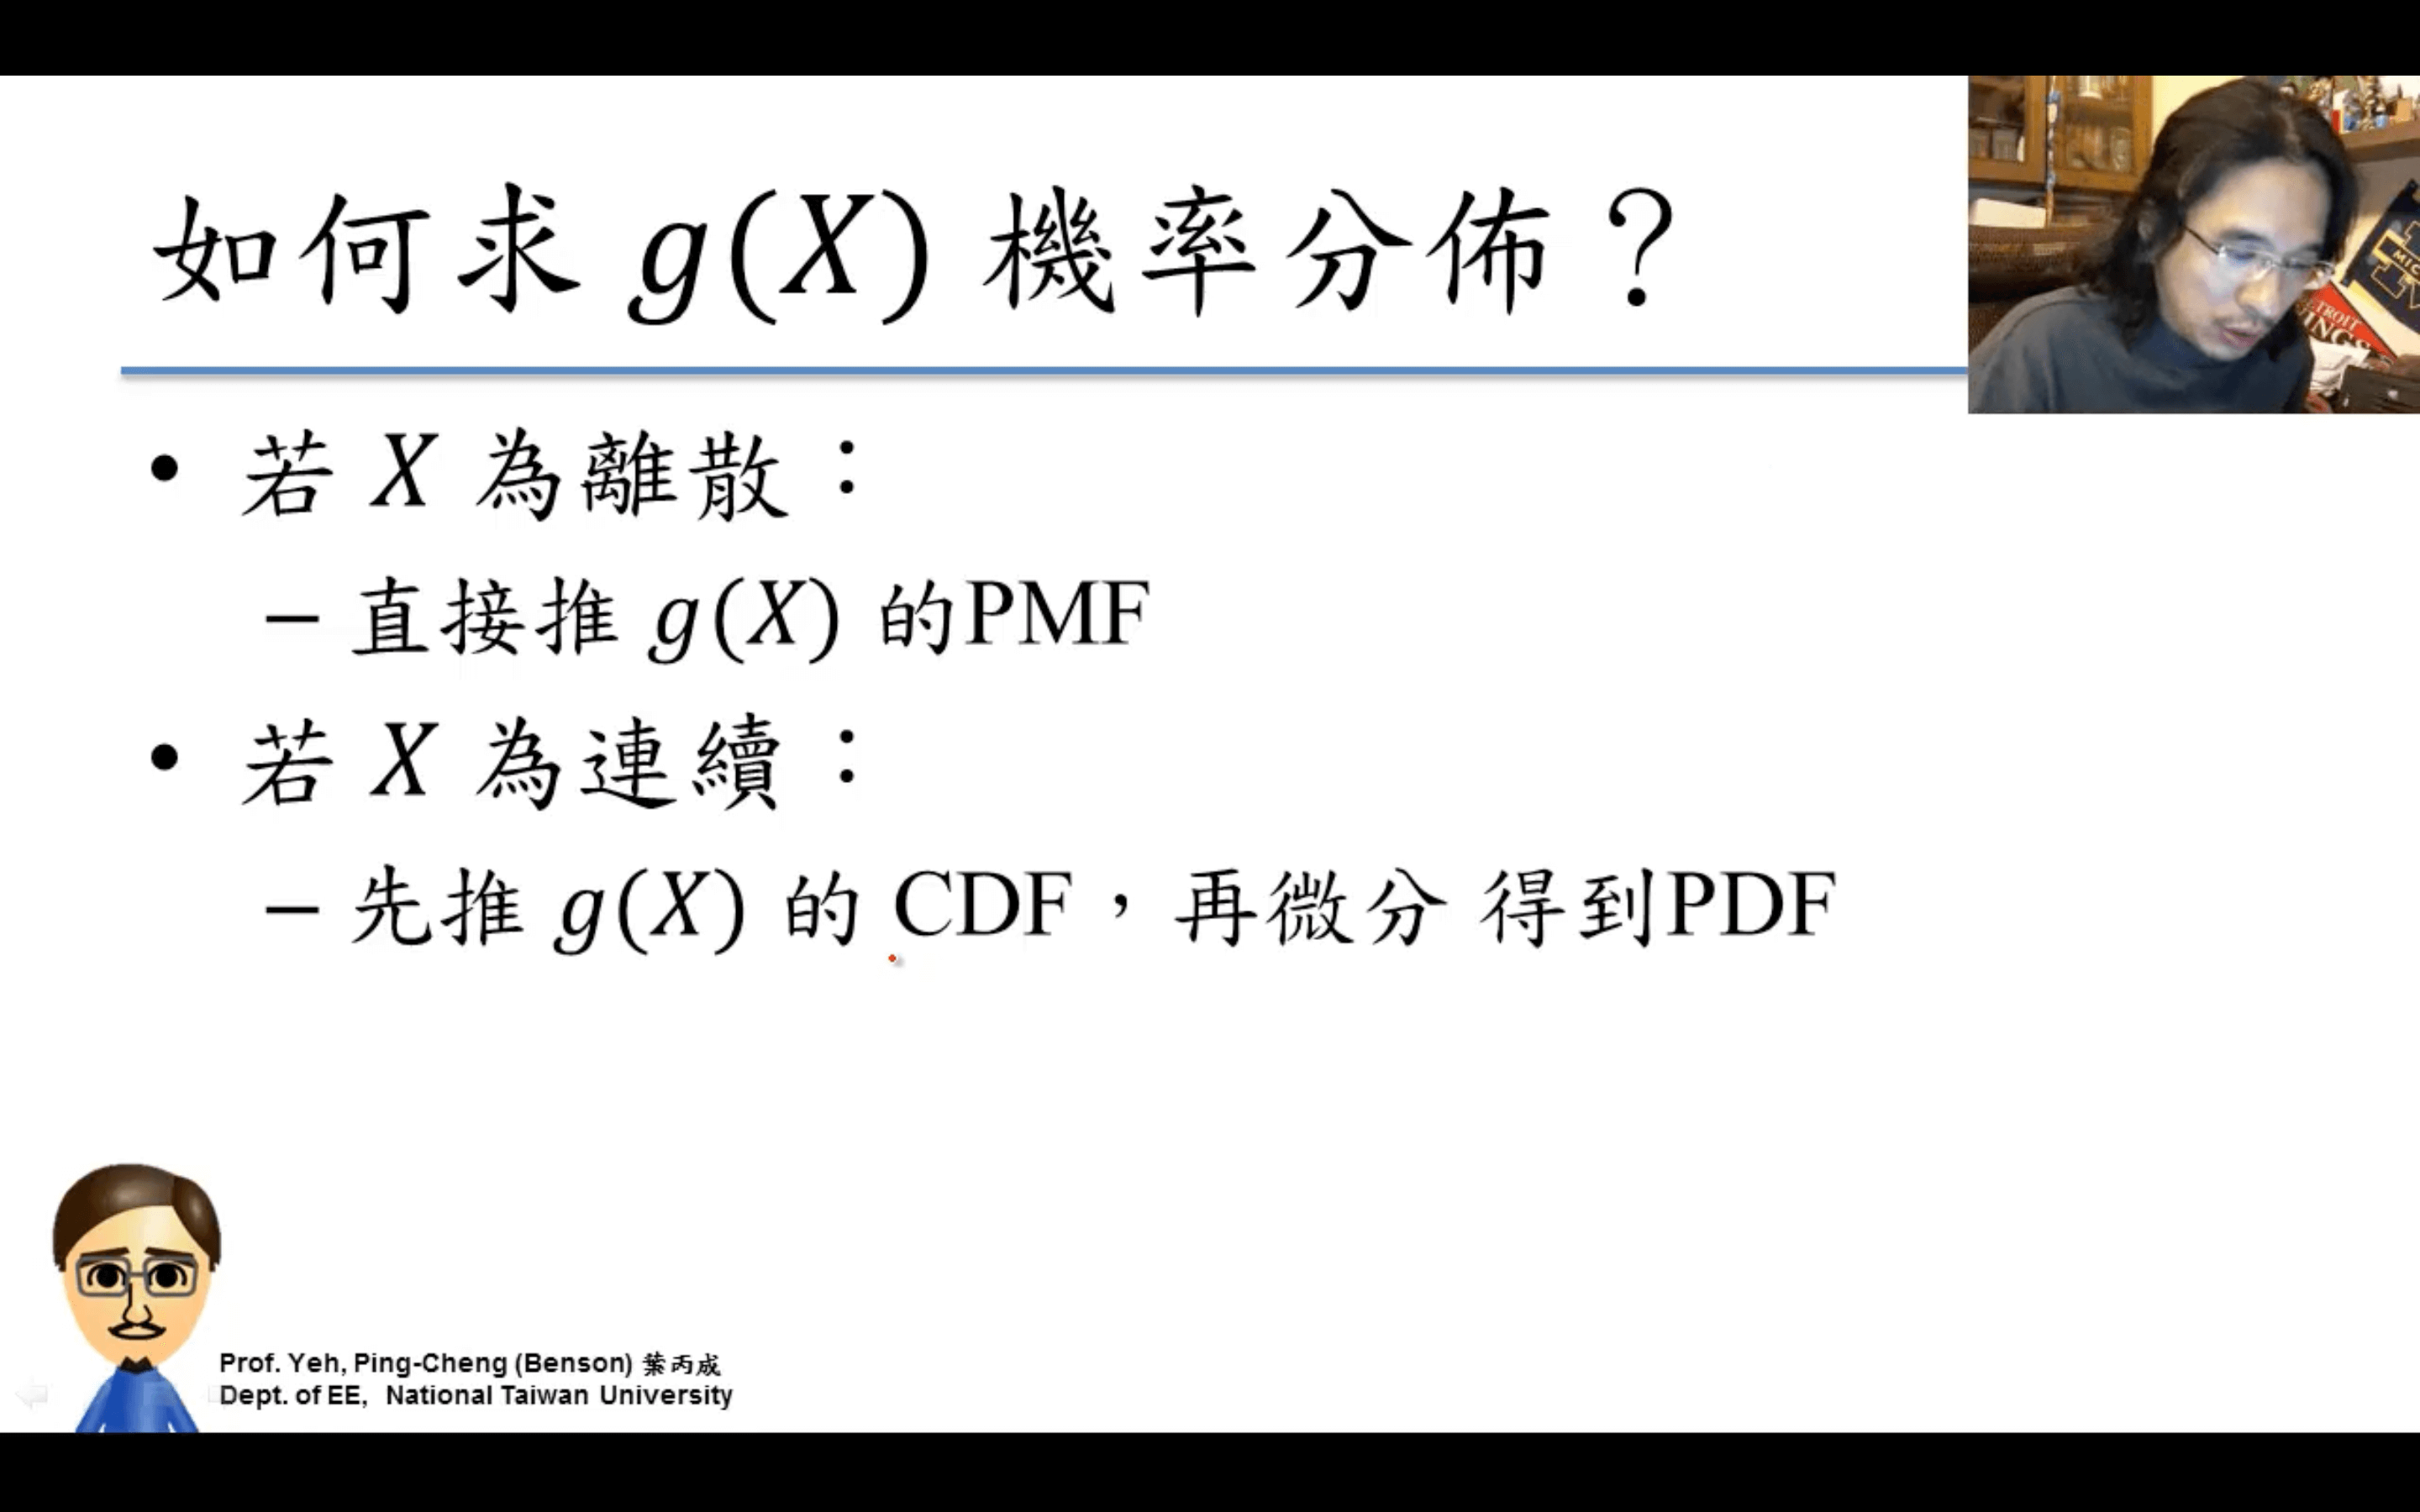 如何求 g(X) 機率分佈？
• 若 X 為離散：
– 直接推 g(X) 的PMF
• 若 X 為連續：
– 先推 g(X) 的 CDF，再微分 得到PDF
Prof. Yeh, Ping-Cheng (Benson) 葉丙成
Dept. of EE, National Taiwan University